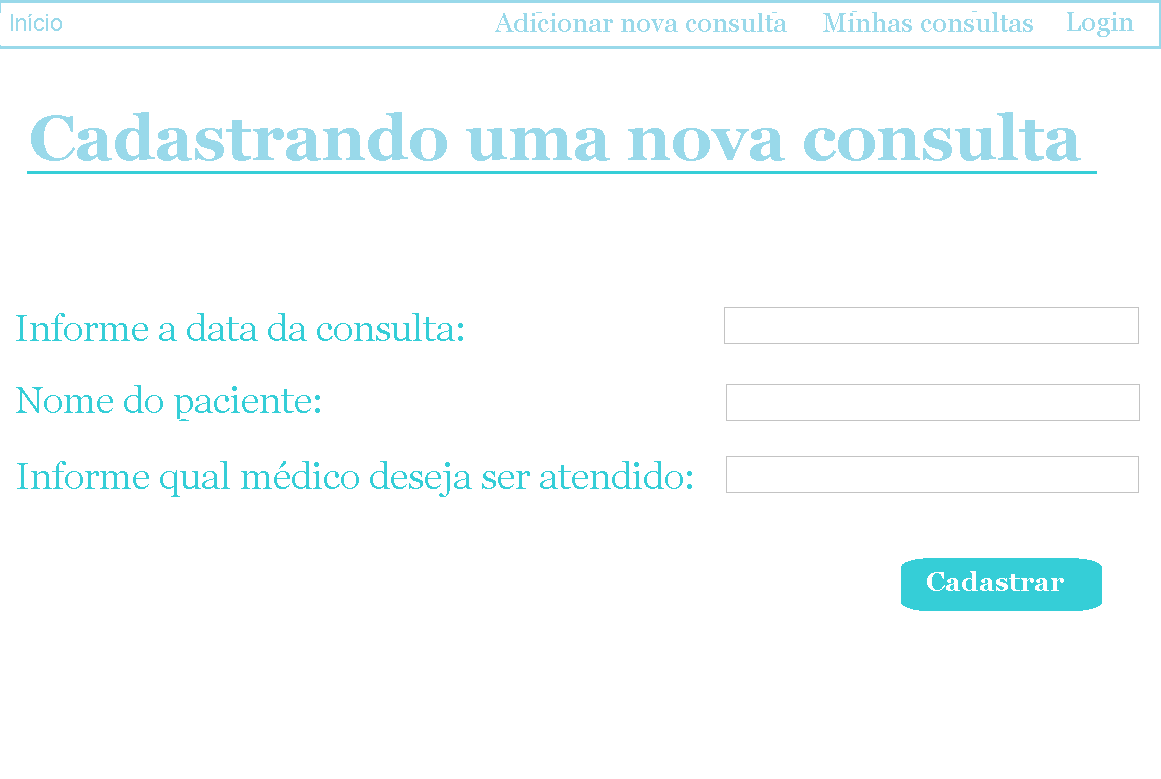 Início Adicionar nova consulta Minhas consultas Login
Cadastrando uma nova consulta
Informe a data da consulta:
Nome do paciente:
Informe qual médico deseja ser atendido:
Cadastrar